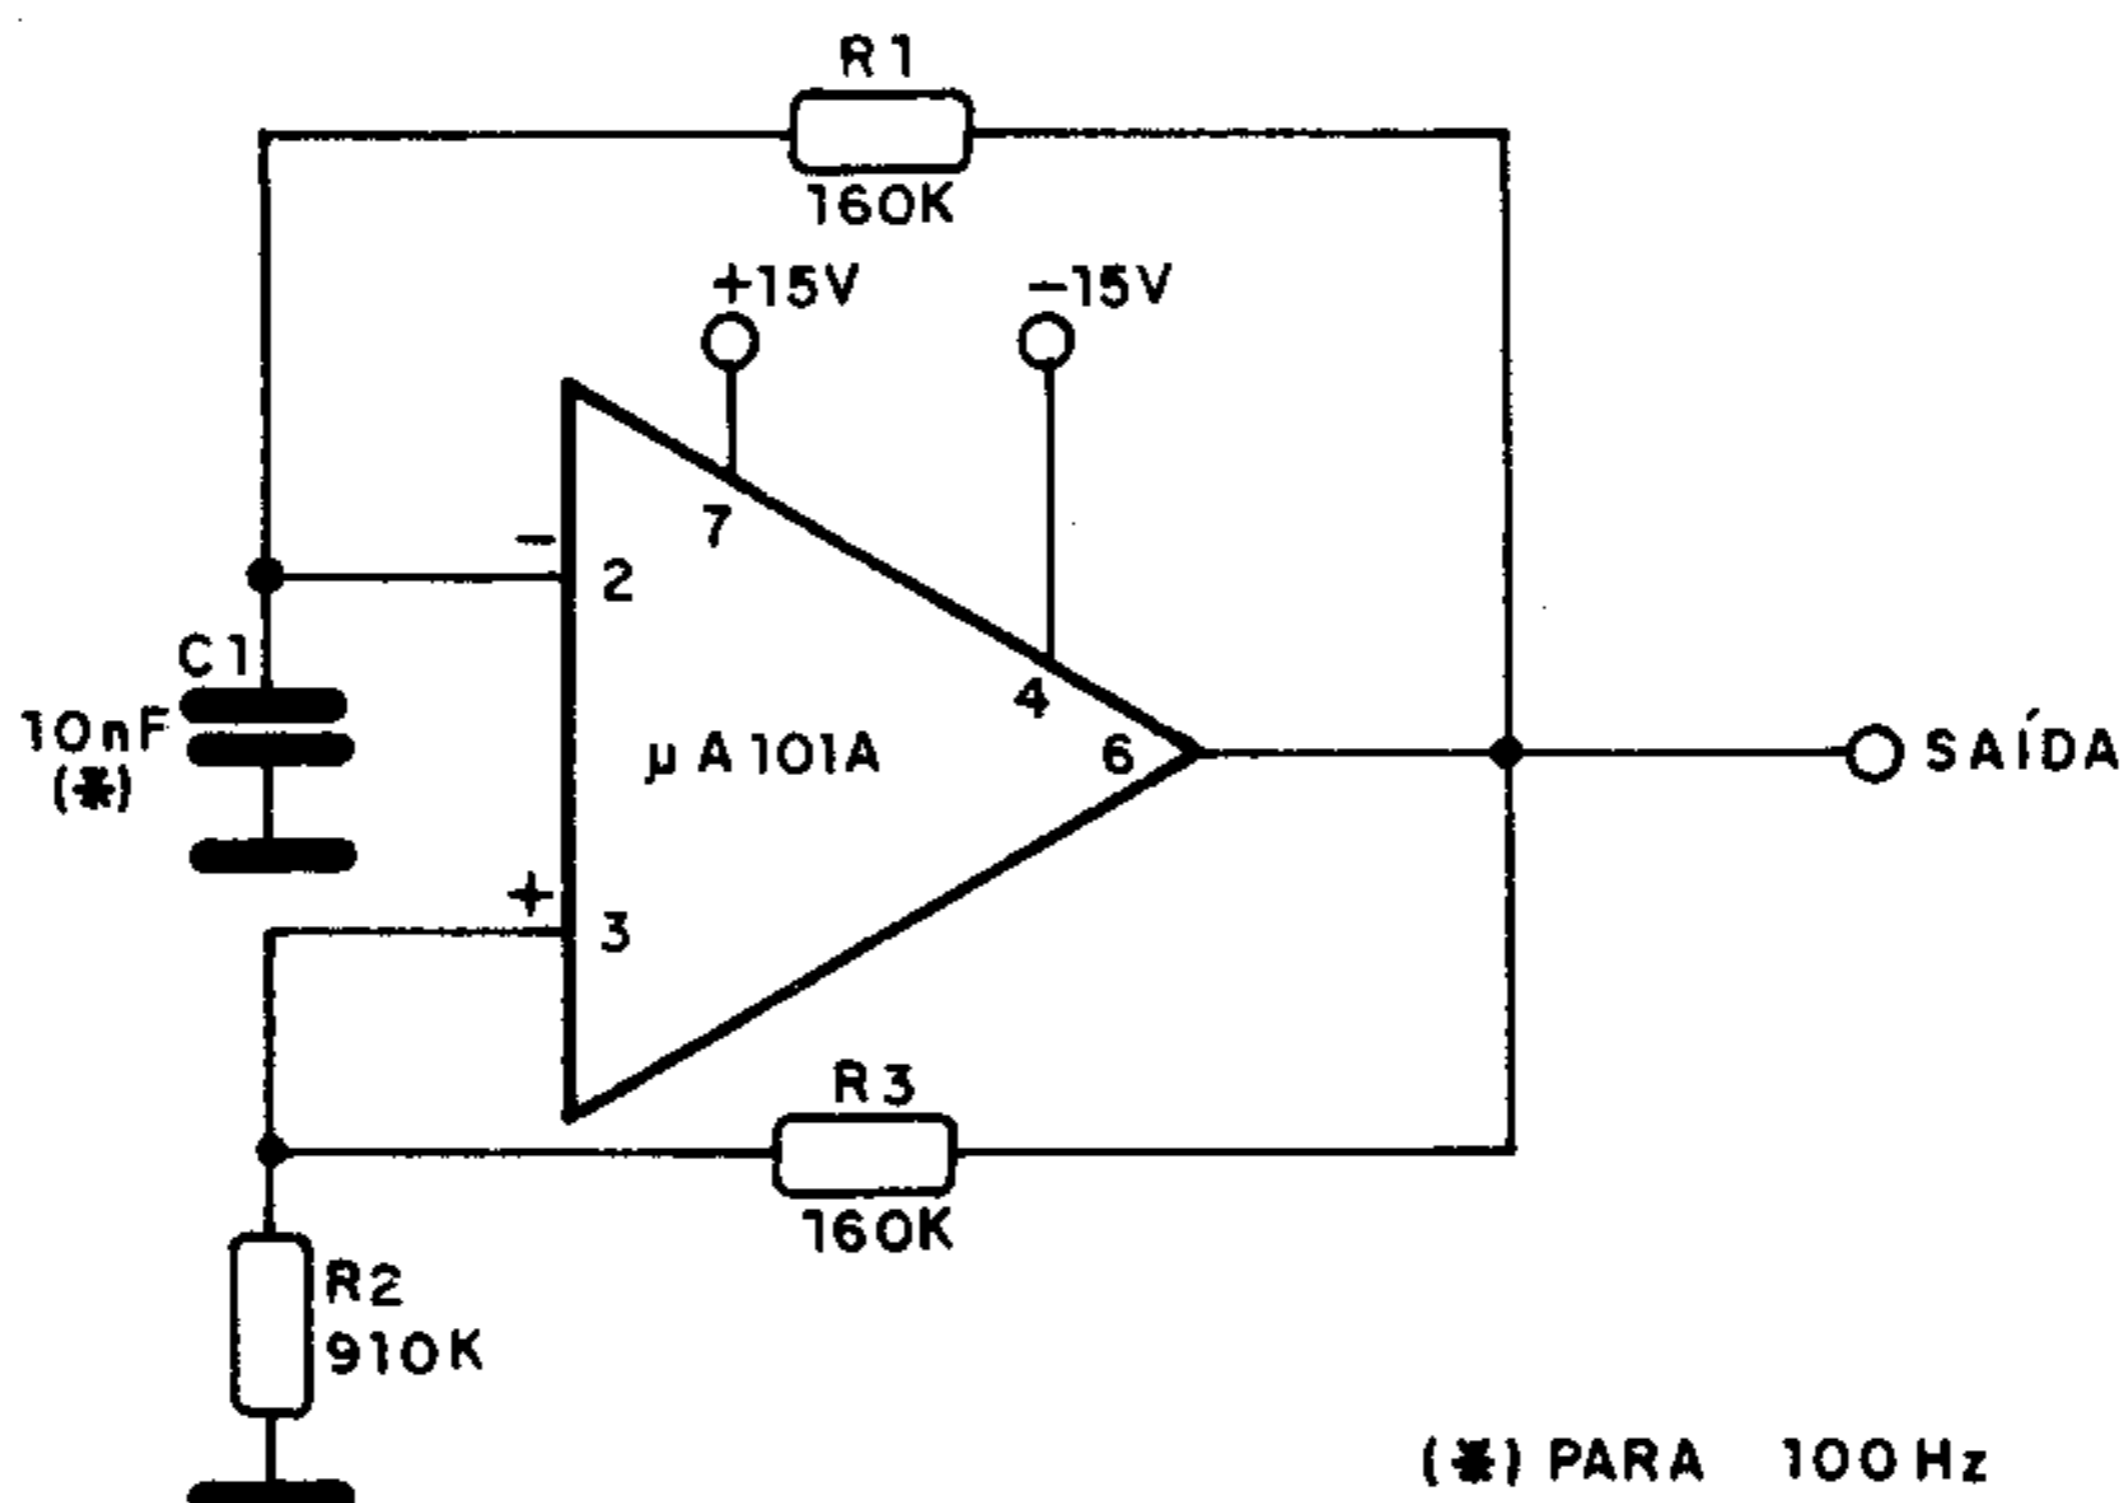 R1
160K
+15V
-15V
7
-
2
C1
10nF
(*)
4
μA101A
6
SAÍDA
+
3
R3
160K
R2
910K
(*) PARA 100Hz